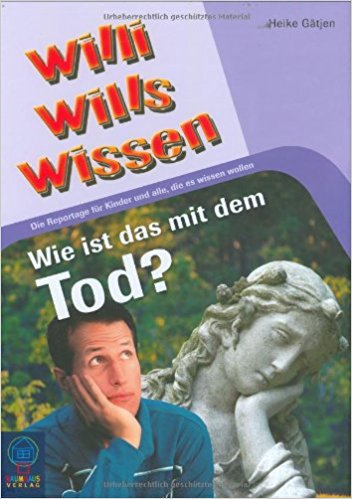 Urheberrechtlich geschütztes Material
Heike Gätjen
Willi
wills
wissen
Die Reportage für Kinder und alle, die es wissen wollen
Wie ist das mit dem
Tod?
BAUMHAUS
VERLAG
Urheberrechtlich geschütztes Material